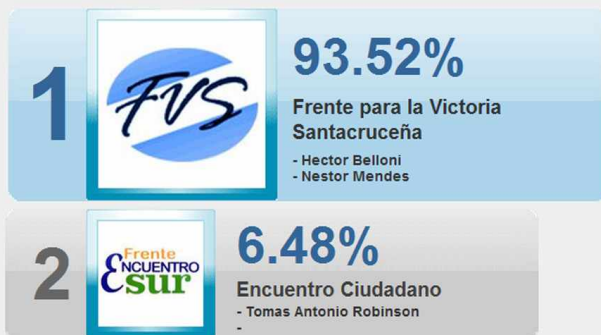 1
FVS
93.52%
Frente para la Victoria
Santacruceña
- Hector Belloni
- Nestor Mendes
2
Frente
ENCUENTRO
sur
6.48%
Encuentro Ciudadano
- Tomas Antonio Robinson
-